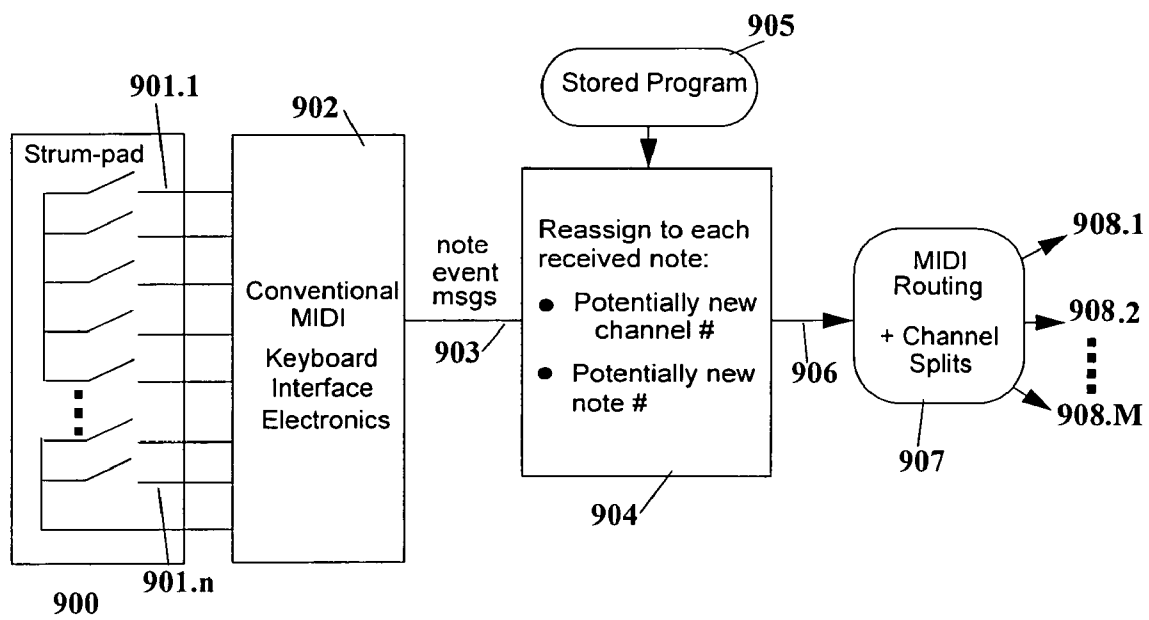 905
Stored Program
901.1
902
Strum-pad
Conventional
MIDI
Keyboard
Interface
Electronics
note
event
msgs
903
Reassign to each
received note:
● Potentially new
channel #
● Potentially new
note #
904
906
MIDI
Routing
+ Channel
Splits
907
908.1
908.2
908.M
901.n
900